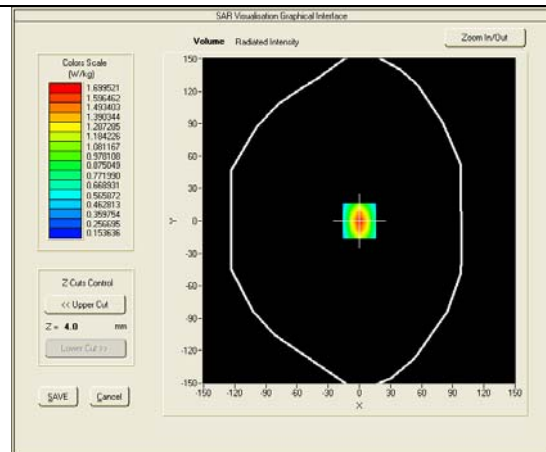 SAR Visualisation Graphical Interface
Volume Radiated Intensity
Zoom In/Out
Colors Scale
(W/kg)
1.699521
1.596462
1.493403
1.390344
1.287285
1.184226
1.081167
0.978108
0.875049
0.771990
0.668931
0.565872
0.462813
0.359754
0.256695
0.153636
Z Cuts Control
<< Upper Cut
Z = 4.0 mm
Lower Cut >>
SAVE Cancel
150-
120-
90-
60-
30-
0-
-30-
-60-
-90-
-120-
-150-
Y
-150 -120 -90 -60 -30 0 30 60 90 120 150
X